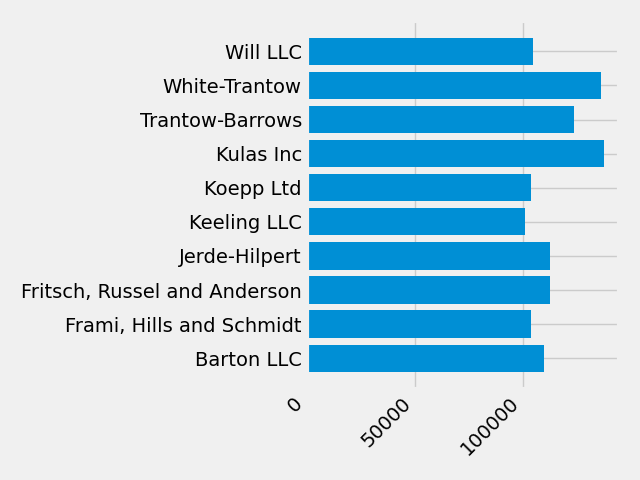 Will LLC
White-Trantow
Trantow-Barrows
Kulas Inc
Koepp Ltd
Keeling LLC
Jerde-Hilpert
Fritsch, Russel and Anderson
Frami, Hills and Schmidt
Barton LLC
0
50000
100000